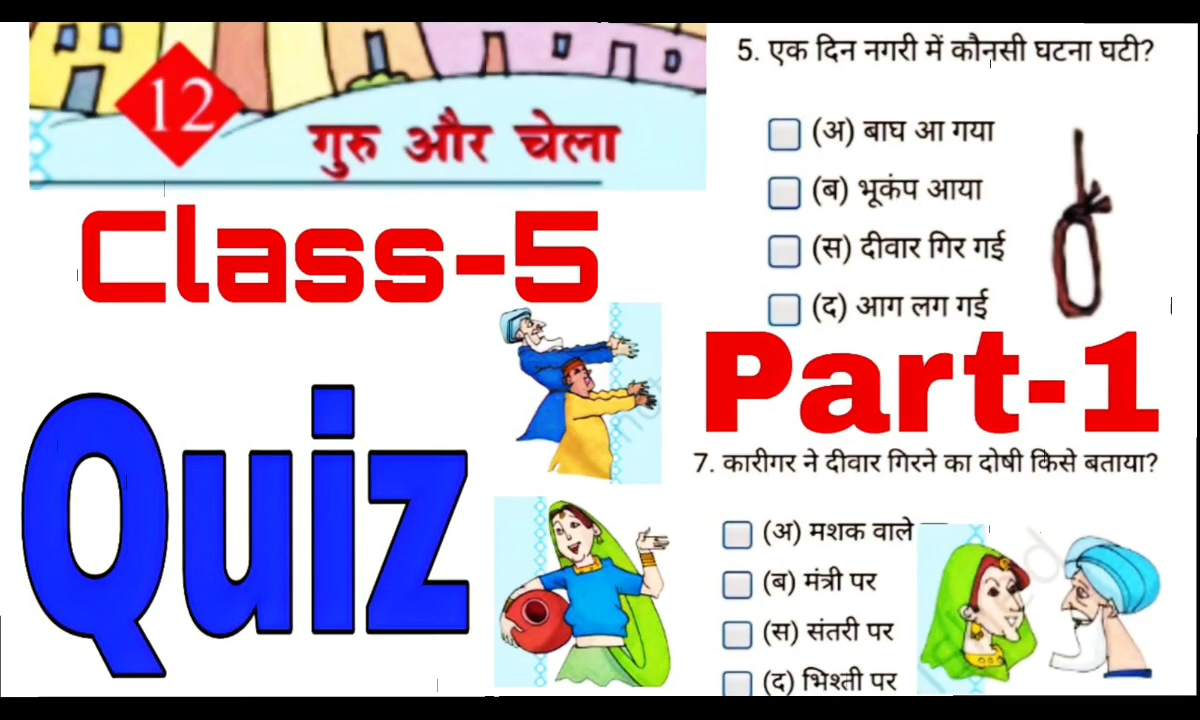 12
गुरु और चेला
Class-5
Quiz
5. एक दिन नगरी में कौनसी घटना घटी?
(अ) बाघ आ गया
(ब) भूकंप आया
(स) दीवार गिर गई
(द) आग लग गई
Part-1
7. कारीगर ने दीवार गिरने का दोषी किसे बताया?
(अ) मशक वाले
(ब) मंत्री पर
(स) संतरी पर
(द) भिश्ती पर